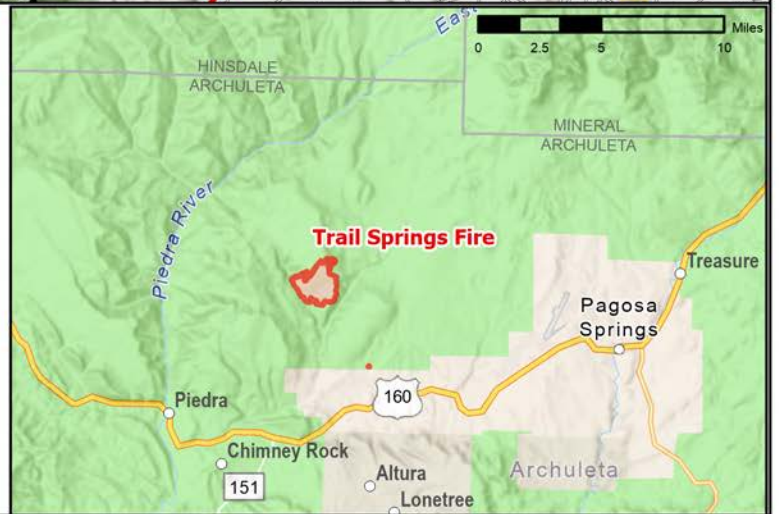 East
Miles
0 2.5 5 10
HINSDALE
ARCHULETA
MINERAL
ARCHULETA
Piedra River
Trail Springs Fire
Treasure
Pagosa
Springs
160
Piedra
Chimney Rock
151
Altura
Archuleta
Lonetree